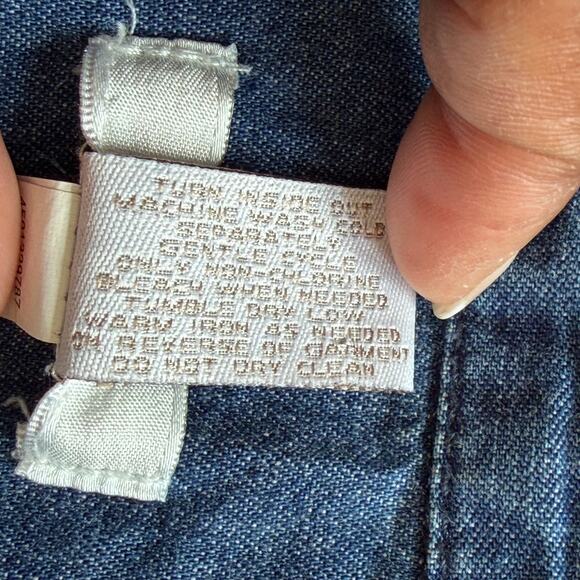 TURN INSIDE OUT
MACHINE WASH COLD
SEPARATELY
GENTLE CYCLE
ONLY NON-CHLORINE
BLEACH WHEN NEEDED
TUMBLE DRY LOW
WARM IRON AS NEEDED
ON REVERSE OF GARMENT
DO NOT DRY CLEAN